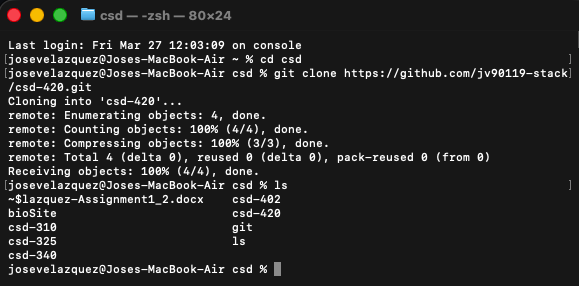 csd — -zsh — 80×24
Last login: Fri Mar 27 12:03:09 on console
[josevelazquez@Joses-MacBook-Air ~ % cd csd ]
[josevelazquez@Joses-MacBook-Air csd % git clone https://github.com/jv90119-stack]
/csd-420.git
Cloning into 'csd-420'...
remote: Enumerating objects: 4, done.
remote: Counting objects: 100% (4/4), done.
remote: Compressing objects: 100% (3/3), done.
remote: Total 4 (delta 0), reused 0 (delta 0), pack-reused 0 (from 0)
Receiving objects: 100% (4/4), done.
[josevelazquez@Joses-MacBook-Air csd % ls ]
~$lazquez-Assignment1_2.docx    csd-402
bioSite    csd-420
csd-310    git
csd-325    ls
csd-340
josevelazquez@Joses-MacBook-Air csd %